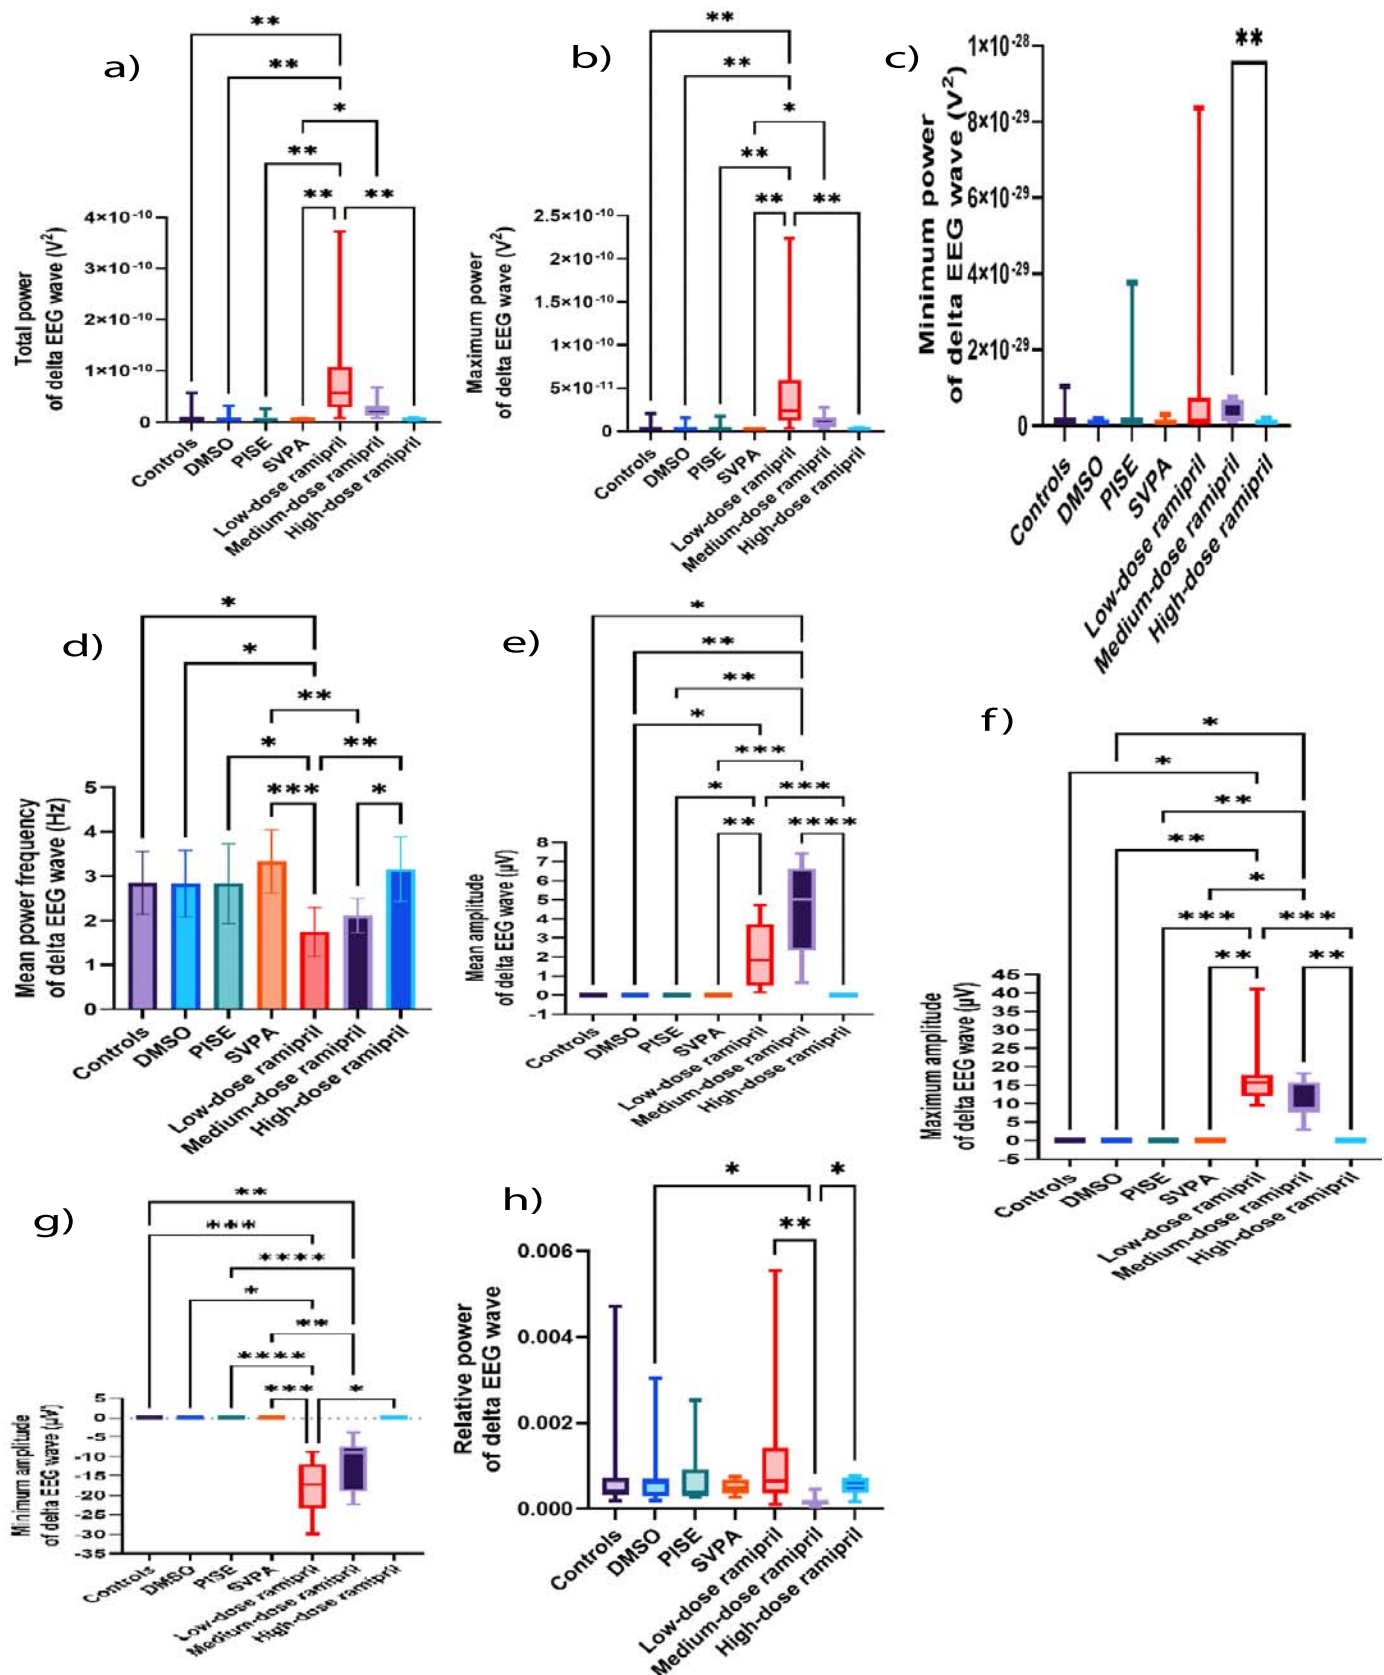 a)
**
**
*
**
** **
Total power
of delta EEG wave (V²)
4×10⁻¹⁰
3×10⁻¹⁰
2×10⁻¹⁰
1×10⁻¹⁰
0
Controls
DMSO
PISE
SVPA
Low-dose ramipril
Medium-dose ramipril
High-dose ramipril
b)
**
**
*
**
** **
Maximum power
of delta EEG wave (V²)
2.5×10⁻¹⁰
2.0×10⁻¹⁰
1.5×10⁻¹⁰
1×10⁻¹⁰
5×10⁻¹¹
0
Controls
DMSO
PISE
SVPA
Low-dose ramipril
Medium-dose ramipril
High-dose ramipril
c)
**
Minimum power
of delta EEG wave (V²)
1×10⁻²⁸
8×10⁻²⁹
6×10⁻²⁹
4×10⁻²⁹
2×10⁻²⁹
0
Controls
DMSO
PISE
SVPA
Low-dose ramipril
Medium-dose ramipril
High-dose ramipril
d)
*
*
**
* **
*** *
Mean power frequency
of delta EEG wave (Hz)
5
4
3
2
1
0
Controls
DMSO
PISE
SVPA
Low-dose ramipril
Medium-dose ramipril
High-dose ramipril
e)
*
**
**
*
***
* ***
** ****
Mean amplitude
of delta EEG wave (µV)
8
7
6
5
4
3
2
1
0
-1
Controls
DMSO
PISE
SVPA
Low-dose ramipril
Medium-dose ramipril
High-dose ramipril
f)
*
*
**
**
*
*** ***
** **
Maximum amplitude
of delta EEG wave (µV)
45
40
35
30
25
20
15
10
5
0
-5
Controls
DMSO
PISE
SVPA
Low-dose ramipril
Medium-dose ramipril
High-dose ramipril
g)
**
***
****
*
**
****
*** *
Minimum amplitude
of delta EEG wave (µV)
5
0
-5
-10
-15
-20
-25
-30
-35
Controls
DMSO
PISE
SVPA
Low-dose ramipril
Medium-dose ramipril
High-dose ramipril
h)
* *
**
Relative power
of delta EEG wave
0.006
0.004
0.002
0.000
Controls
DMSO
PISE
SVPA
Low-dose ramipril
Medium-dose ramipril
High-dose ramipril